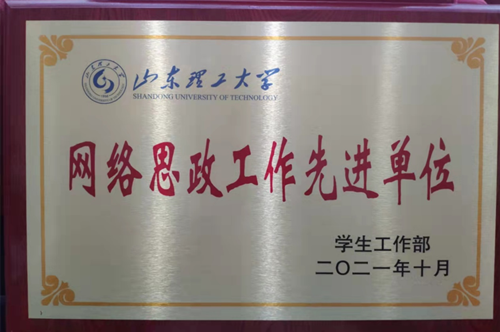 山东理工大学
SHANDONG UNIVERSITY OF TECHNOLOGY
网络思政工作先进单位
学生工作部
二〇二一年十月